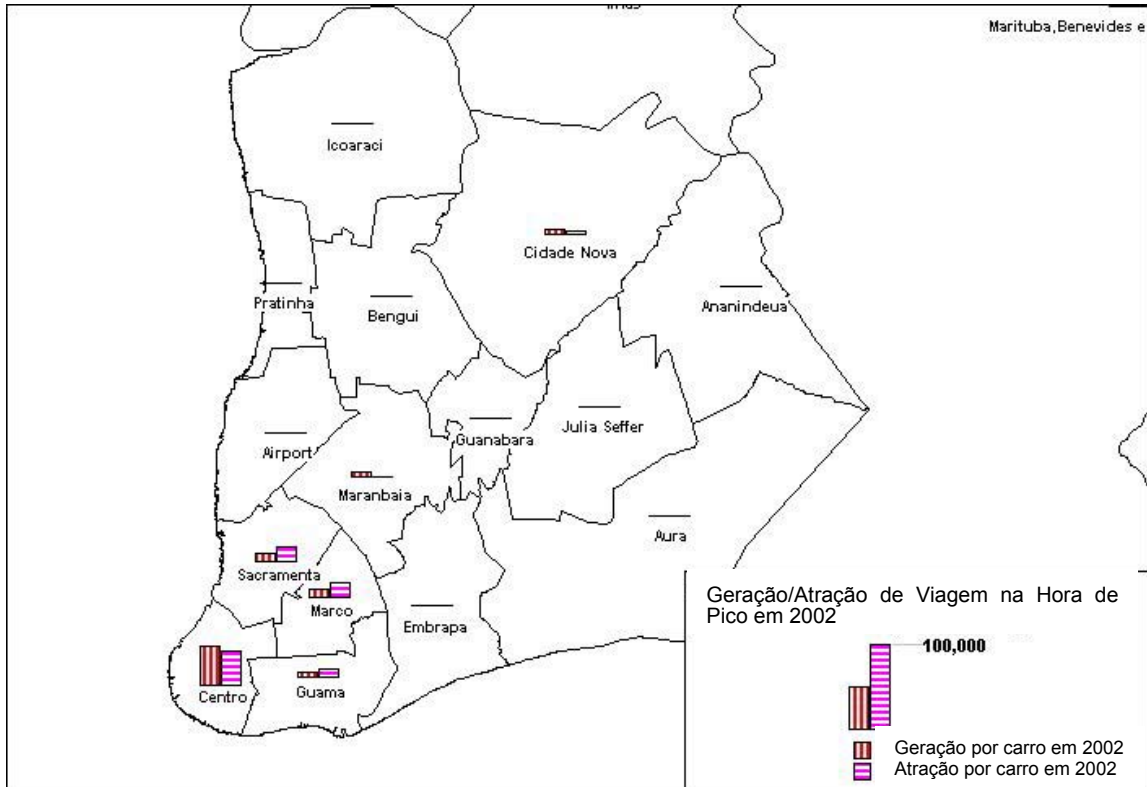 Marituba,Benevides e
Icoaraci
Cidade Nova
Ananindeua
Pratinha
Bengui
Julia Seffer
Guanabara
Airport
Maranbaia
Aura
Sacramenta
Marco
Embrapa
Centro
Guama
Geração/Atração de Viagem na Hora de
Pico em 2002
100,000
Geração por carro em 2002
Atração por carro em 2002